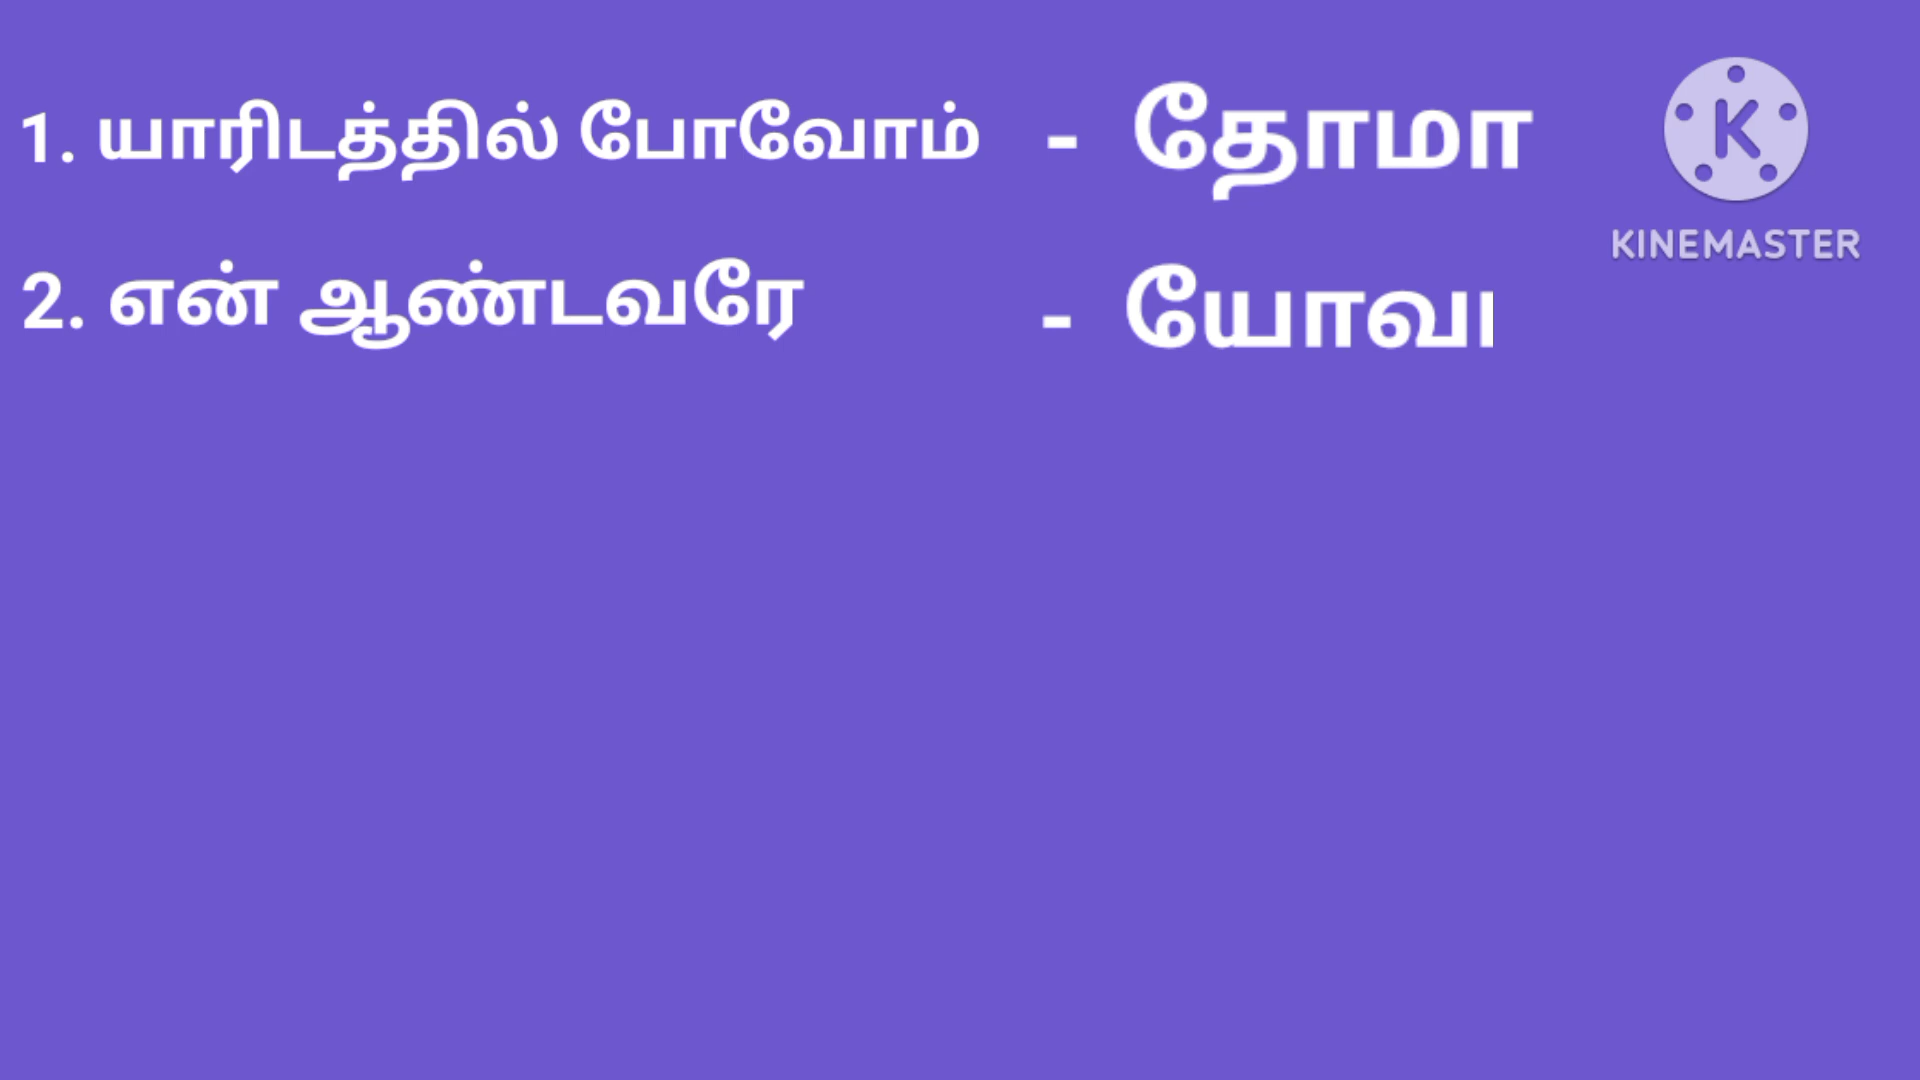 1. யாரிடத்தில் போவோம் - தோமா
KINEMASTER
2. என் ஆண்டவரே -